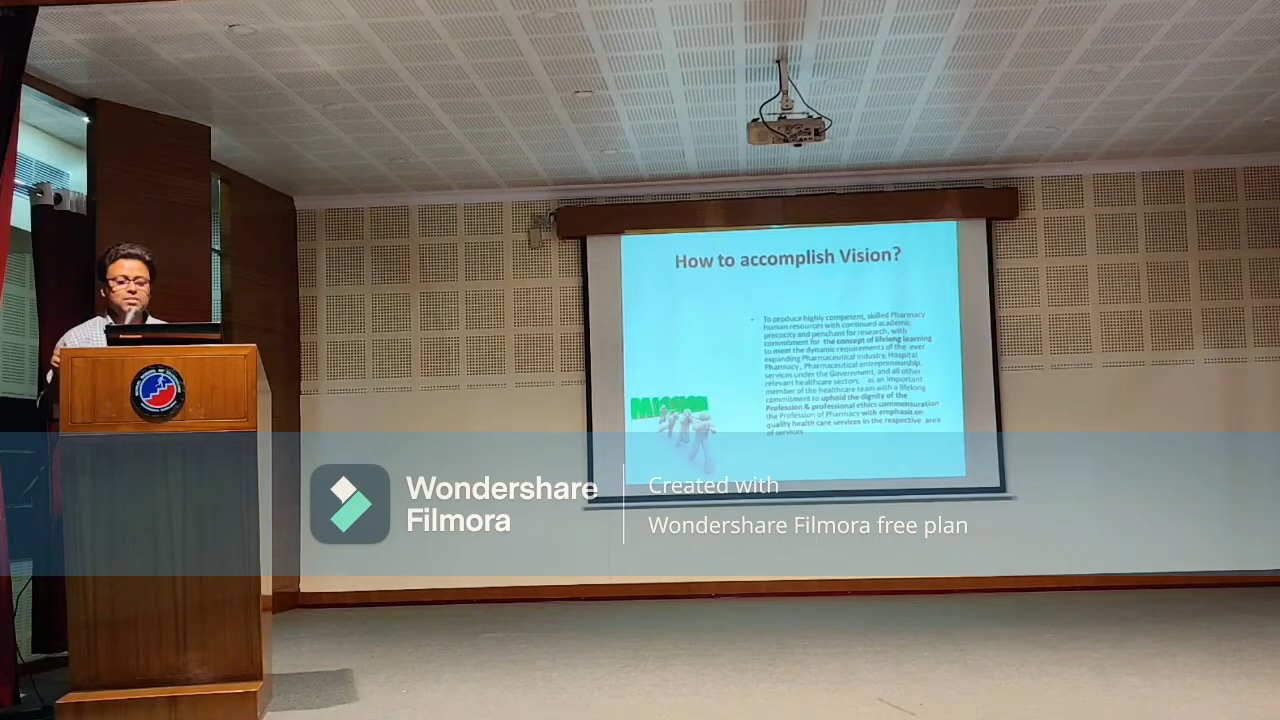 How to accomplish Vision?
• To produce highly competent, skilled Pharmacy
human resources with continued academic
precocity and penchant for research, with
commitment for the concept of lifelong learning
to meet the dynamic requirements of the ever
expanding Pharmaceutical Industry, Hospital
Pharmacy, Pharmaceutical entrepreneurship,
services under the Government, and all other
relevant healthcare sectors, as an important
member of the healthcare team with a lifelong
commitment to uphold the dignity of the
Profession & professional ethics commensuration
the Profession of Pharmacy with emphasis on
quality health care services in the respective area
of services
MISSION
Wondershare
Filmora
Created with
Wondershare Filmora free plan